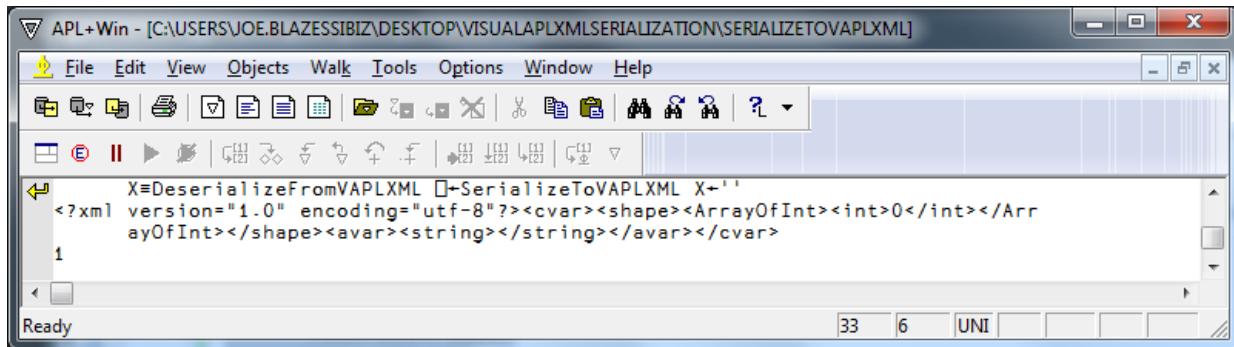 APL+Win - [C:\USERS\JOE.BLAZESSIBIZ\DESKTOP\VISUALAPLXMLSERIALIZATION\SERIALIZETOVAPLXML]
File Edit View Objects Walk Tools Options Window Help
X≡DeserializeFromVAPLXML ⎕←SerializeToVAPLXML X←''
<?xml version="1.0" encoding="utf-8"?><cvar><shape><ArrayOfInt><int>0</int></Arr
ayOfInt></shape><avar><string></string></avar></cvar>
1
Ready 33 6 UNI